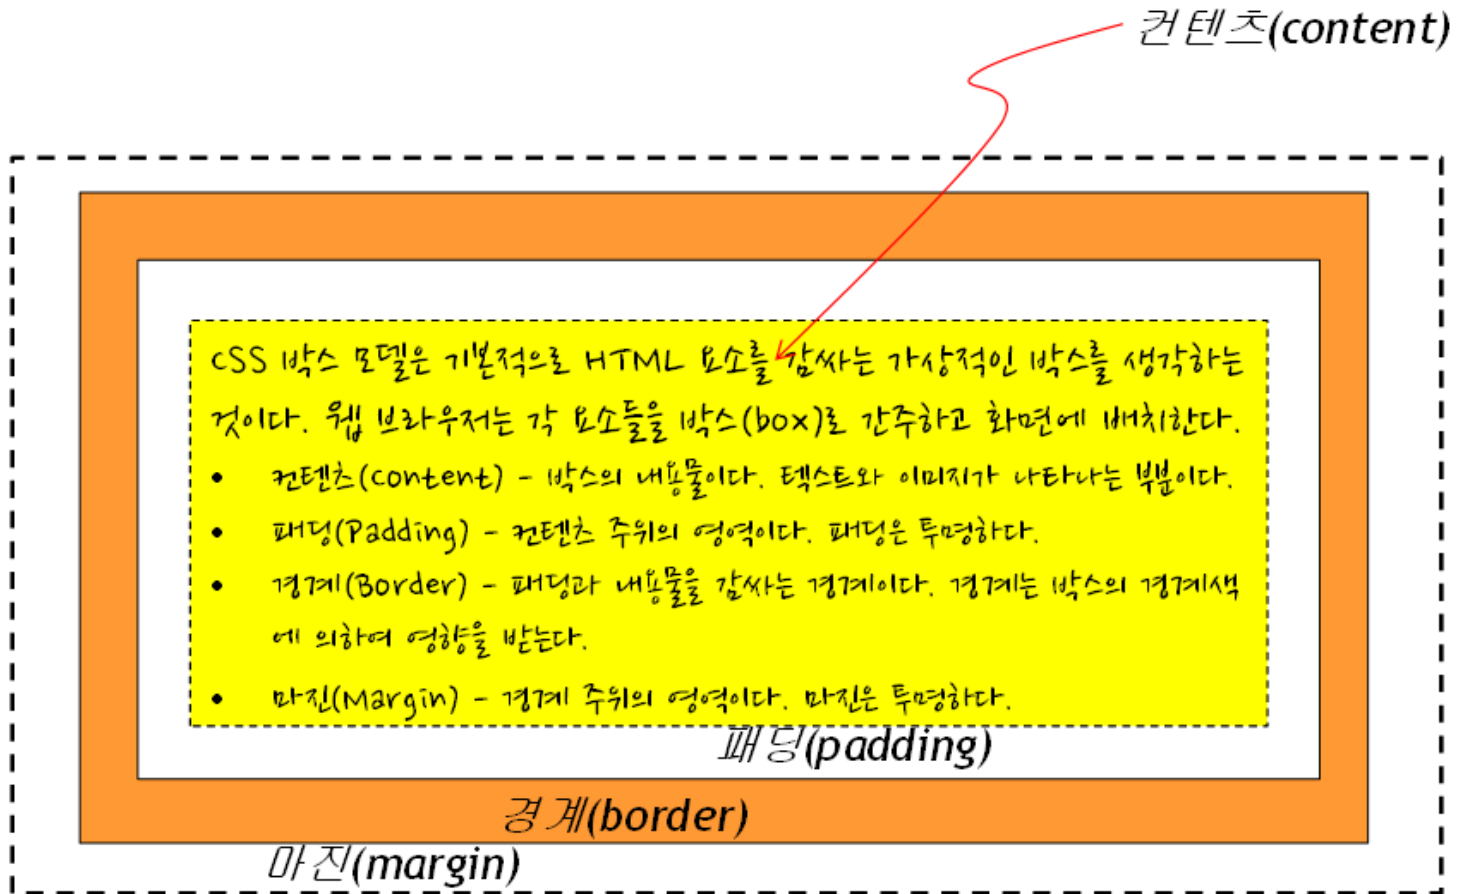 컨텐츠(content)
CSS 박스 모델은 기본적으로 HTML 요소를 감싸는 가상적인 박스를 생각하는
것이다. 웹 브라우저는 각 요소들을 박스(box)로 간주하고 화면에 배치한다.
• 컨텐츠(content) - 박스의 내용물이다. 텍스트와 이미지가 나타나는 부분이다.
• 패딩(Padding) - 컨텐츠 주위의 영역이다. 패딩은 투명하다.
• 경계(Border) - 패딩과 내용물을 감싸는 경계이다. 경계는 박스의 경계색
에 의하여 영향을 받는다.
• 마진(Margin) - 경계 주위의 영역이다. 마진은 투명하다.
패딩(padding)
경계(border)
마진(margin)